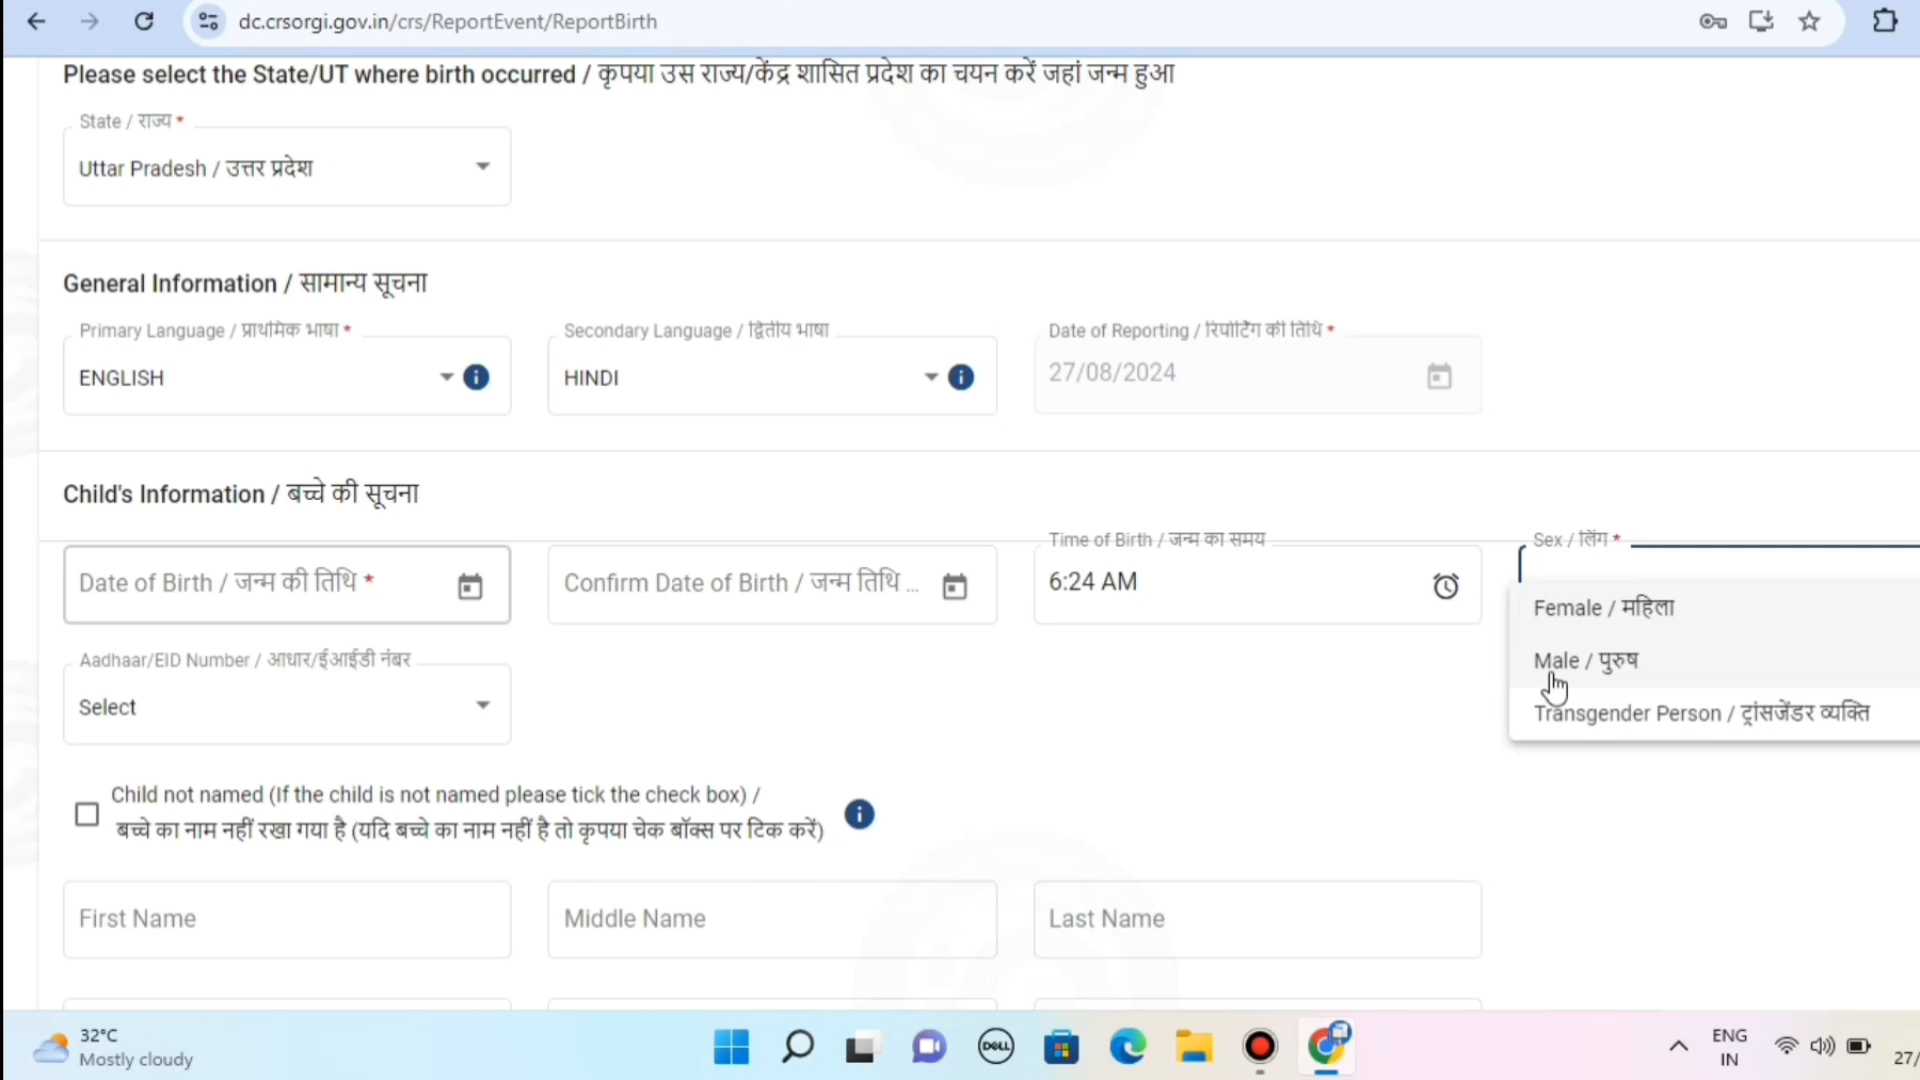 dc.crsorgi.gov.in/crs/ReportEvent/ReportBirth
Please select the State/UT where birth occurred / कृपया उस राज्य/केंद्र शासित प्रदेश का चयन करें जहां जन्म हुआ
State / राज्य *
Uttar Pradesh / उत्तर प्रदेश
General Information / सामान्य सूचना
Primary Language / प्राथमिक भाषा * Secondary Language / द्वितीय भाषा Date of Reporting / रिपोर्टिंग की तिथि *
ENGLISH HINDI 27/08/2024
Child's Information / बच्चे की सूचना
Time of Birth / जन्म का समय Sex / लिंग *
Date of Birth / जन्म की तिथि * Confirm Date of Birth / जन्म तिथि ... 6:24 AM
Female / महिला
Aadhaar/EID Number / आधार/ईआईडी नंबर Male / पुरुष
Select Transgender Person / ट्रांसजेंडर व्यक्ति
Child not named (If the child is not named please tick the check box) /
बच्चे का नाम नहीं रखा गया है (यदि बच्चे का नाम नहीं है तो कृपया चेक बॉक्स पर टिक करें)
First Name Middle Name Last Name
32°C
Mostly cloudy
DELL
ENG
IN
27/